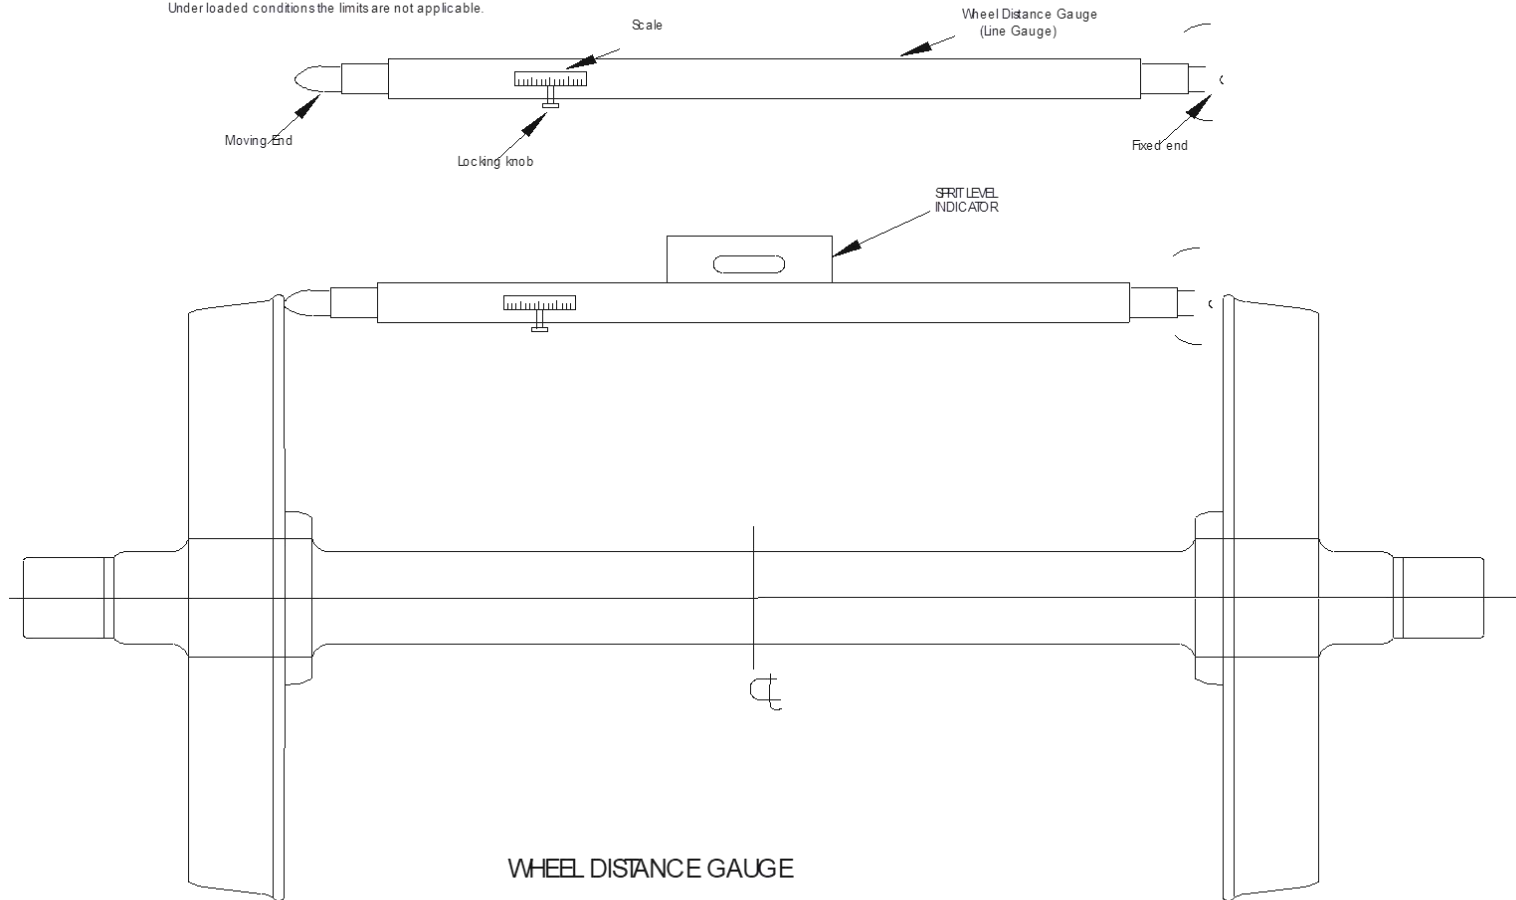 Under loaded conditions the limits are not applicable.
Scale
Wheel Distance Gauge
(Line Gauge)
Moving End
Locking knob
Fixed end
SPRIT LEVEL
INDICATOR
WHEEL DISTANCE GAUGE